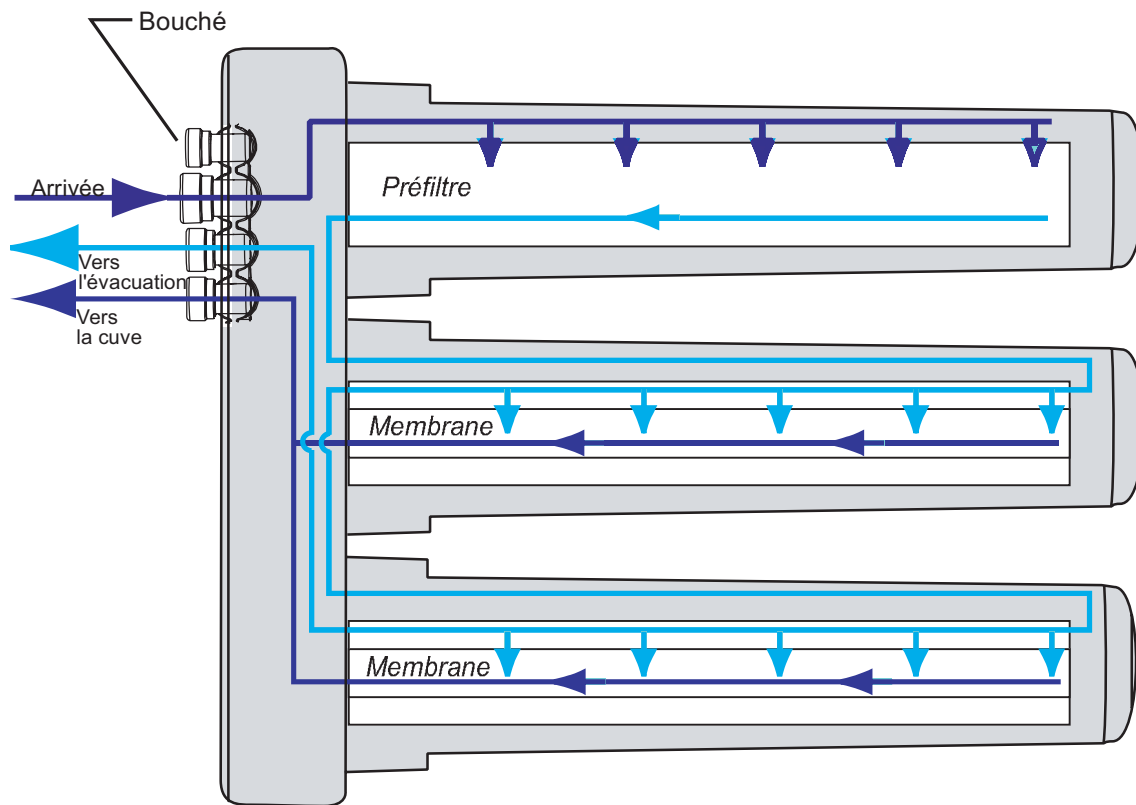 Bouché
Arrivée
Préfiltre
Vers
l'évacuation
Vers
la cuve
Membrane
Membrane